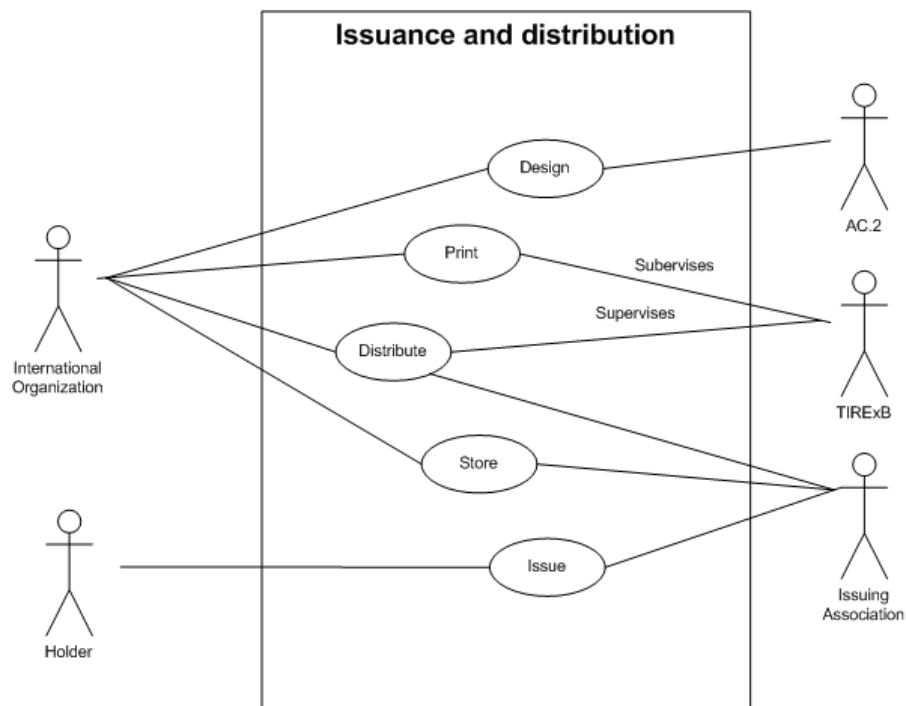 Issuance and distribution
Design
AC.2
Print
Subervises
Supervises
International
Organization
Distribute
TIRExB
Store
Issue
Issuing
Association
Holder